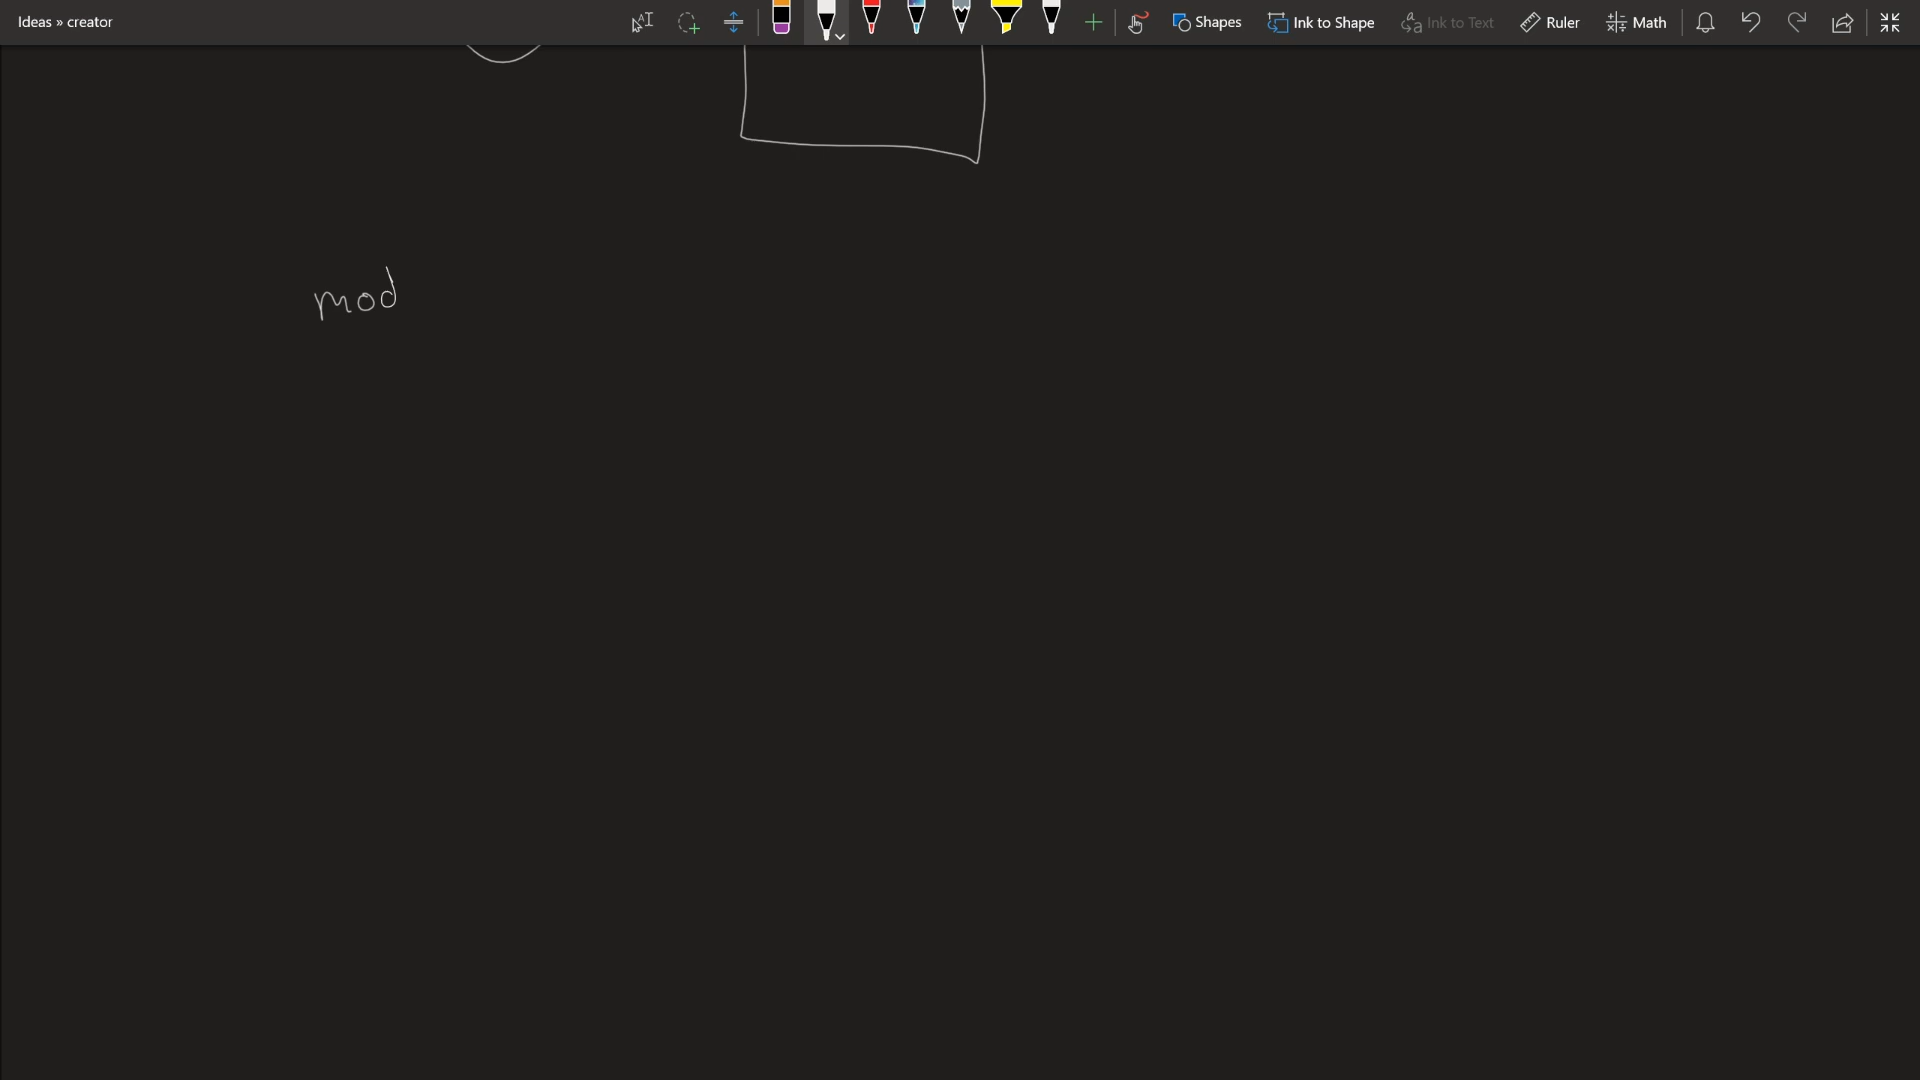 Ideas » creator
Shapes
Ink to Shape
Ink to Text
Ruler
Math
mod